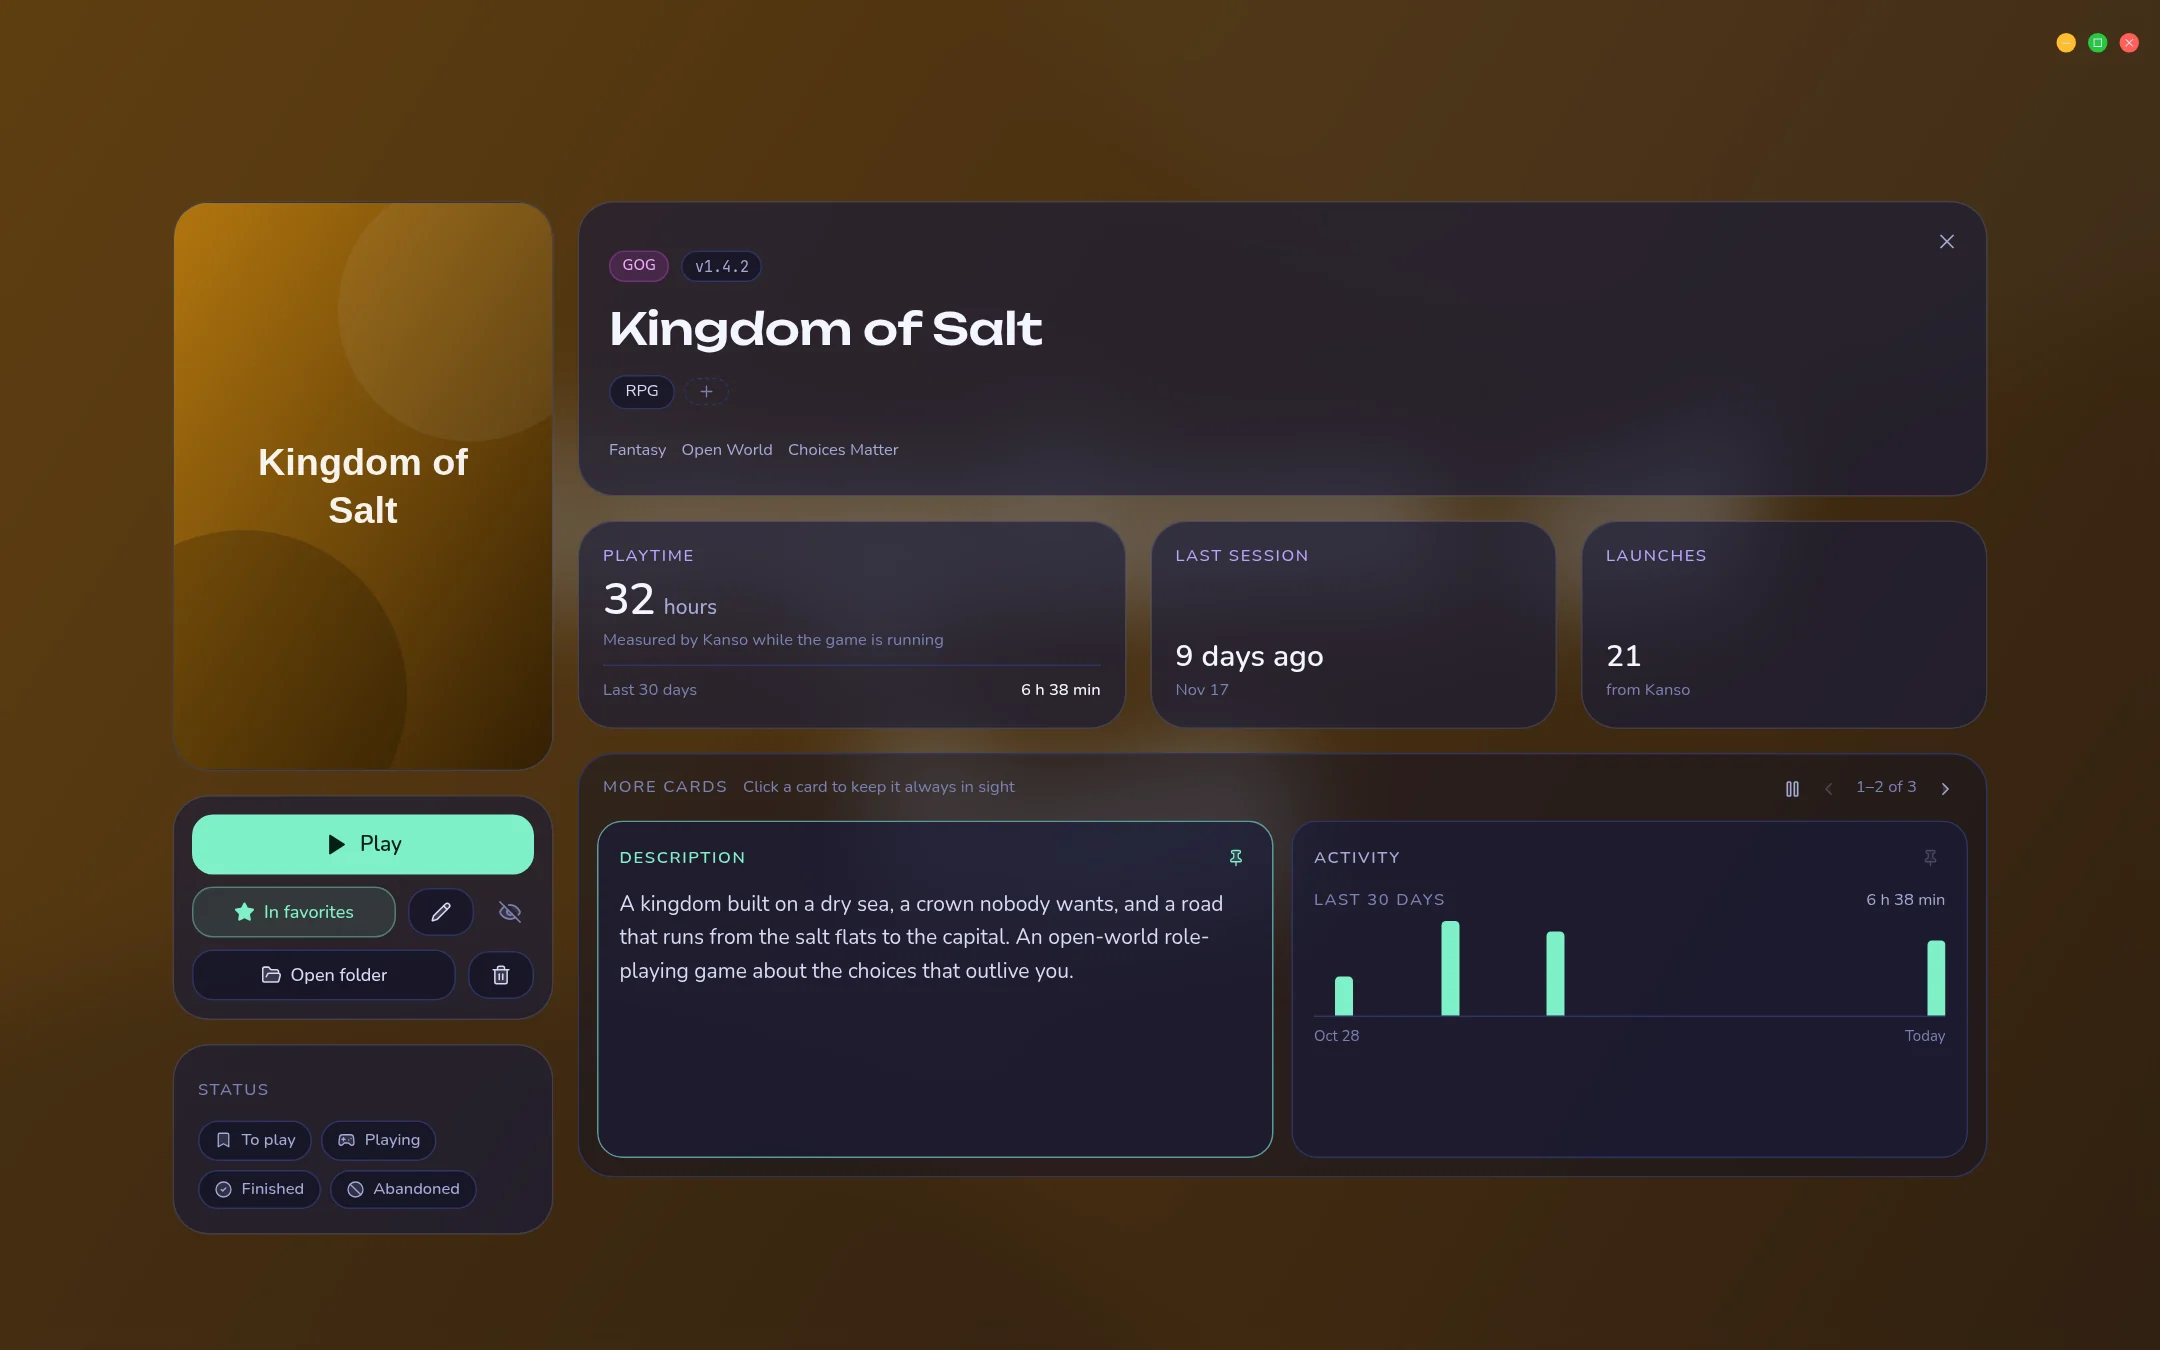 Kingdom of
Salt
Play
In favorites
Open folder
STATUS
To play
Playing
Finished
Abandoned
GOG
v1.4.2
Kingdom of Salt
RPG
Fantasy Open World Choices Matter
PLAYTIME
32 hours
Measured by Kanso while the game is running
Last 30 days 6 h 38 min
LAST SESSION
9 days ago
Nov 17
LAUNCHES
21
from Kanso
MORE CARDS Click a card to keep it always in sight
1–2 of 3
DESCRIPTION
A kingdom built on a dry sea, a crown nobody wants, and a road
that runs from the salt flats to the capital. An open-world role-
playing game about the choices that outlive you.
ACTIVITY
LAST 30 DAYS 6 h 38 min
Oct 28 Today